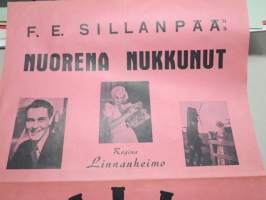 F. E. SILLANPÄÄ:N
NUORENA NUKKUNUT
Regina
Linnanheimo